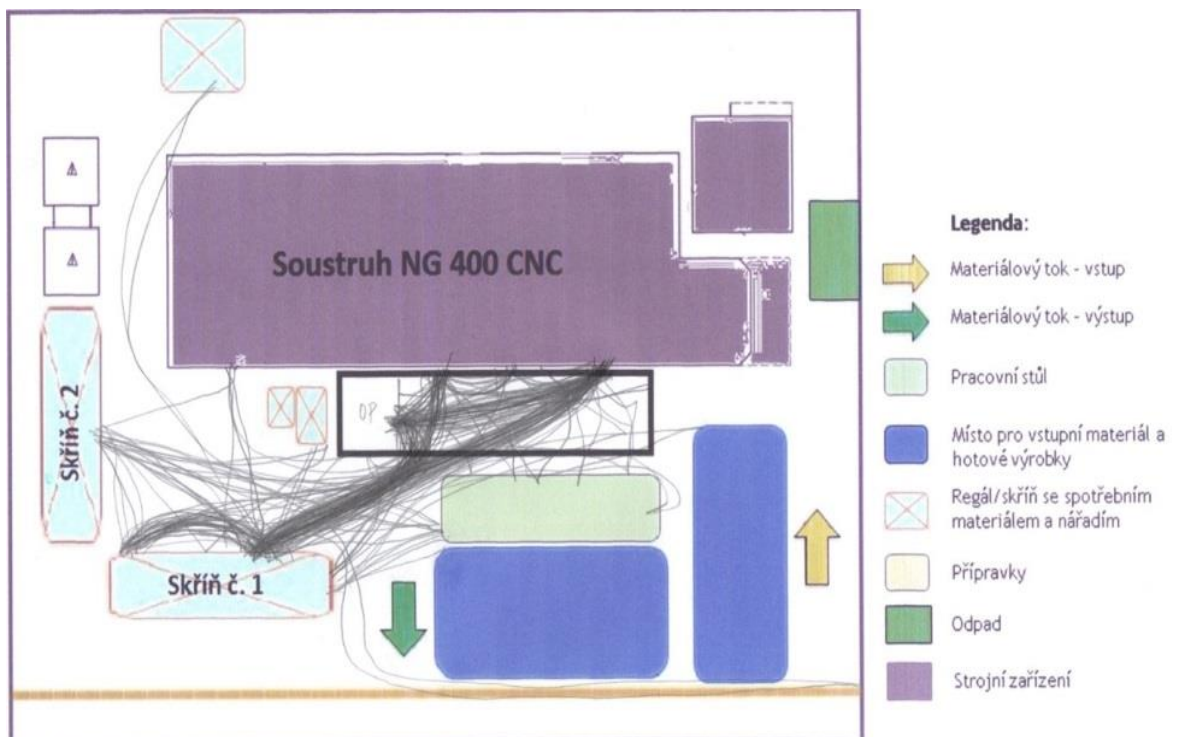 Soustruh NG 400 CNC
OP
Skříň č. 2
Skříň č. 1
Legenda:
Materiálový tok - vstup
Materiálový tok - výstup
Pracovní stůl
Místo pro vstupní materiál a
hotové výrobky
Regál/skříň se spotřebním
materiálem a nářadím
Přípravky
Odpad
Strojní zařízení